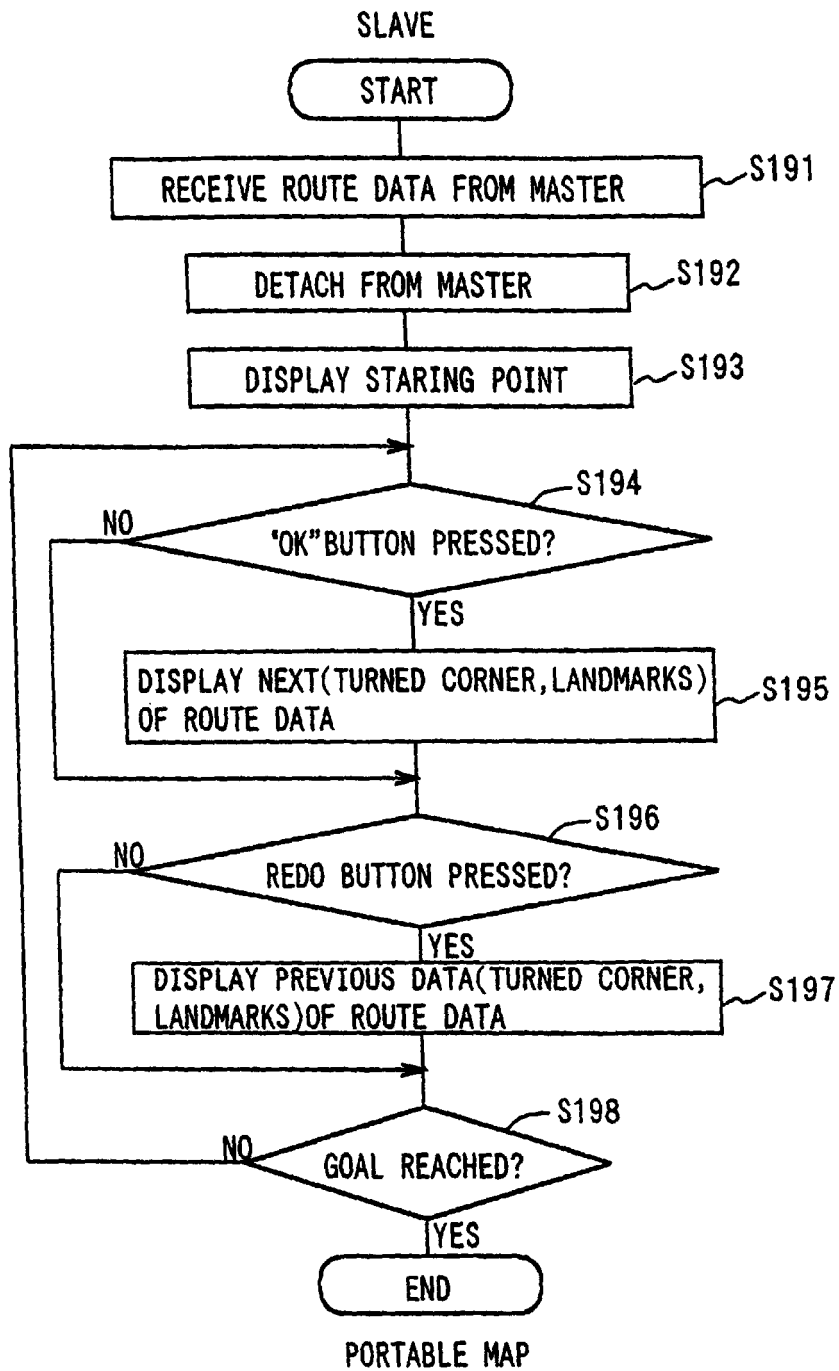 SLAVE
START
RECEIVE ROUTE DATA FROM MASTER
S191
DETACH FROM MASTER
S192
DISPLAY STARING POINT
S193
S194
NO
"OK" BUTTON PRESSED?
YES
DISPLAY NEXT(TURNED CORNER,LANDMARKS)
OF ROUTE DATA
S195
S196
NO
REDO BUTTON PRESSED?
YES
DISPLAY PREVIOUS DATA(TURNED CORNER,
LANDMARKS)OF ROUTE DATA
S197
S198
NO
GOAL REACHED?
YES
END
PORTABLE MAP